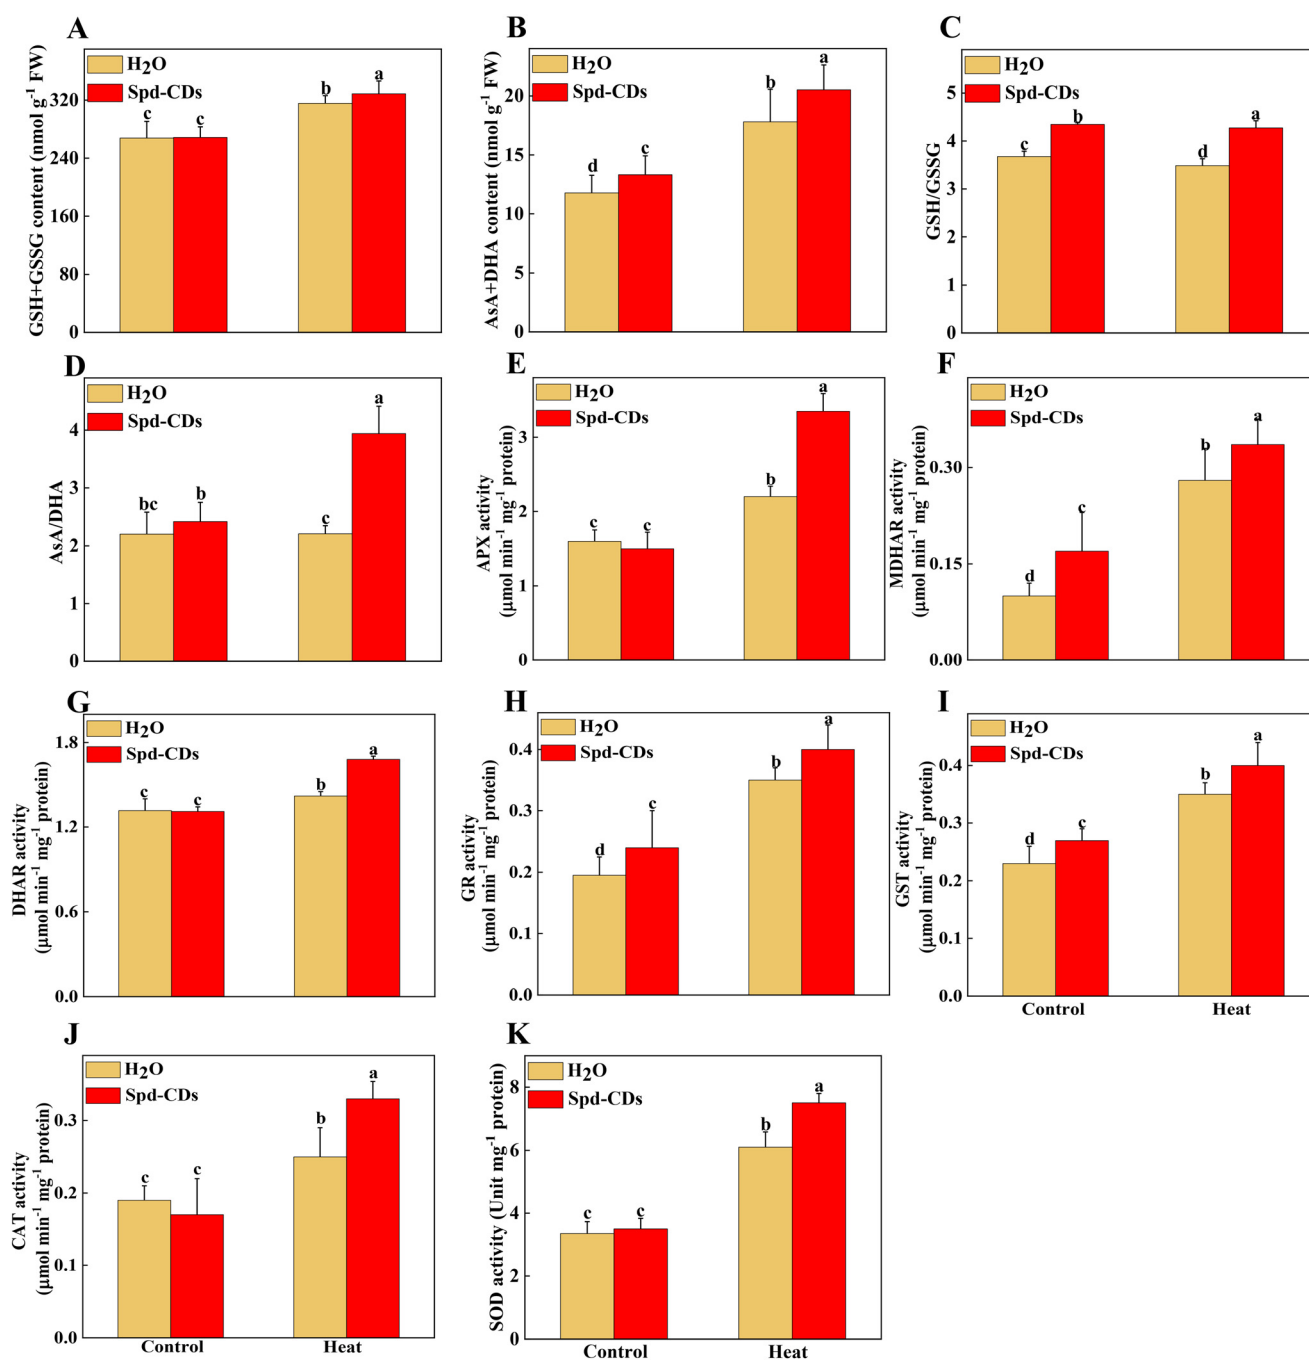 A
GSH+GSSG content (nmol g⁻¹ FW)
H₂O
Spd-CDs
320
240
160
80
0
c
c
b
a
B
AsA+DHA content (nmol g⁻¹ FW)
H₂O
Spd-CDs
20
15
10
5
0
d
c
b
a
C
GSH/GSSG
H₂O
Spd-CDs
5
4
3
2
1
0
c
b
d
a
D
AsA/DHA
H₂O
Spd-CDs
4
3
2
1
0
bc
b
c
a
E
APX activity
(μmol min⁻¹ mg⁻¹ protein)
H₂O
Spd-CDs
3
2
1
0
c
c
b
a
F
MDHAR activity
(μmol min⁻¹ mg⁻¹ protein)
H₂O
Spd-CDs
0.30
0.15
0.00
d
c
b
a
G
DHAR activity
(μmol min⁻¹ mg⁻¹ protein)
H₂O
Spd-CDs
1.8
1.2
0.6
0.0
c
c
b
a
H
GR activity
(μmol min⁻¹ mg⁻¹ protein)
H₂O
Spd-CDs
0.4
0.3
0.2
0.1
0.0
d
c
b
a
I
GST activity
(μmol min⁻¹ mg⁻¹ protein)
H₂O
Spd-CDs
0.4
0.3
0.2
0.1
0.0
d
c
b
a
Control
Heat
J
CAT activity
(μmol min⁻¹ mg⁻¹ protein)
H₂O
Spd-CDs
0.3
0.2
0.1
0.0
c
c
b
a
Control
Heat
K
SOD activity (Unit mg⁻¹ protein)
H₂O
Spd-CDs
8
6
4
2
0
c
c
b
a
Control
Heat